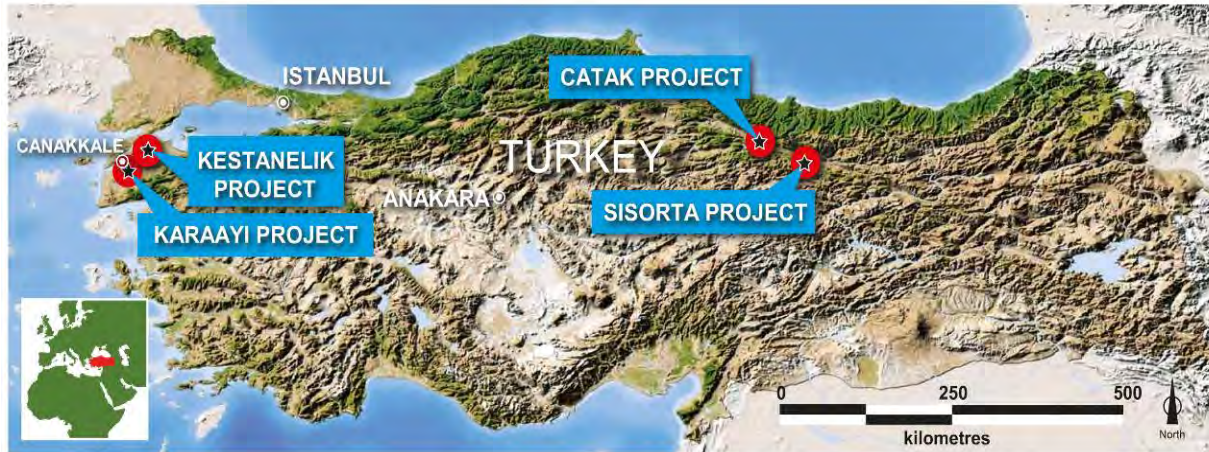 ISTANBUL
CATAK PROJECT
CANAKKALE
KESTANELIK
PROJECT
TURKEY
ANAKARA
SISORTA PROJECT
KARAAYI PROJECT
0 250 500
kilometres
North